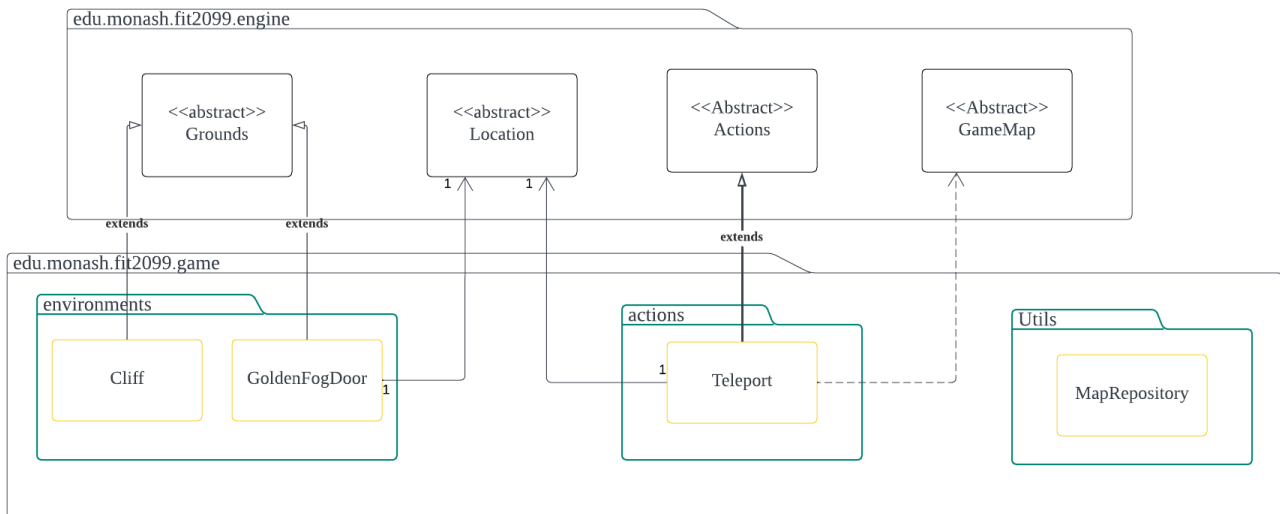 edu.monash.fit2099.engine
<<abstract>>
Grounds
<<abstract>>
Location
<<Abstract>>
Actions
<<Abstract>>
GameMap
1
1
extends
extends
extends
edu.monash.fit2099.game
environments
actions
Utils
Cliff
GoldenFogDoor
1
1
Teleport
MapRepository